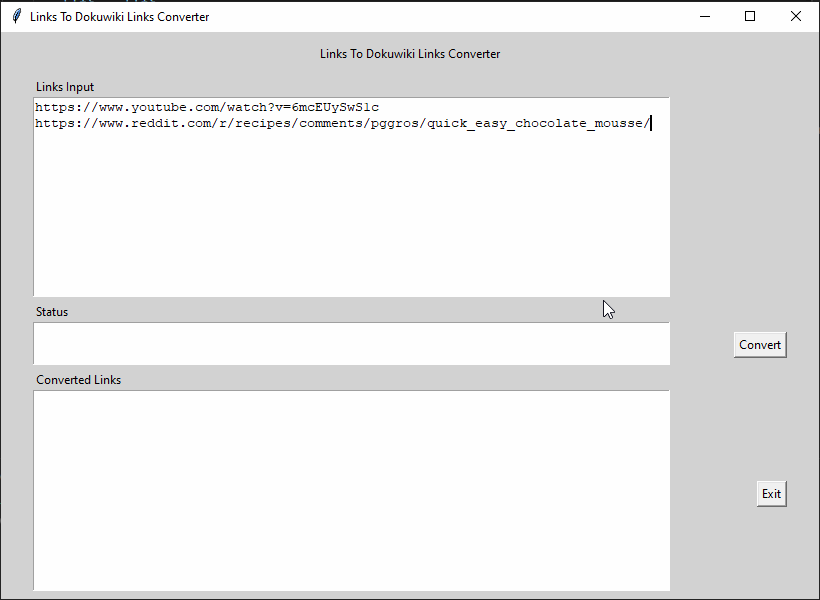 Links To Dokuwiki Links Converter
Links To Dokuwiki Links Converter
Links Input
https://www.youtube.com/watch?v=6mcEUySwSlc
https://www.reddit.com/r/recipes/comments/pggros/quick_easy_chocolate_mousse/
Status
Convert
Converted Links
Exit